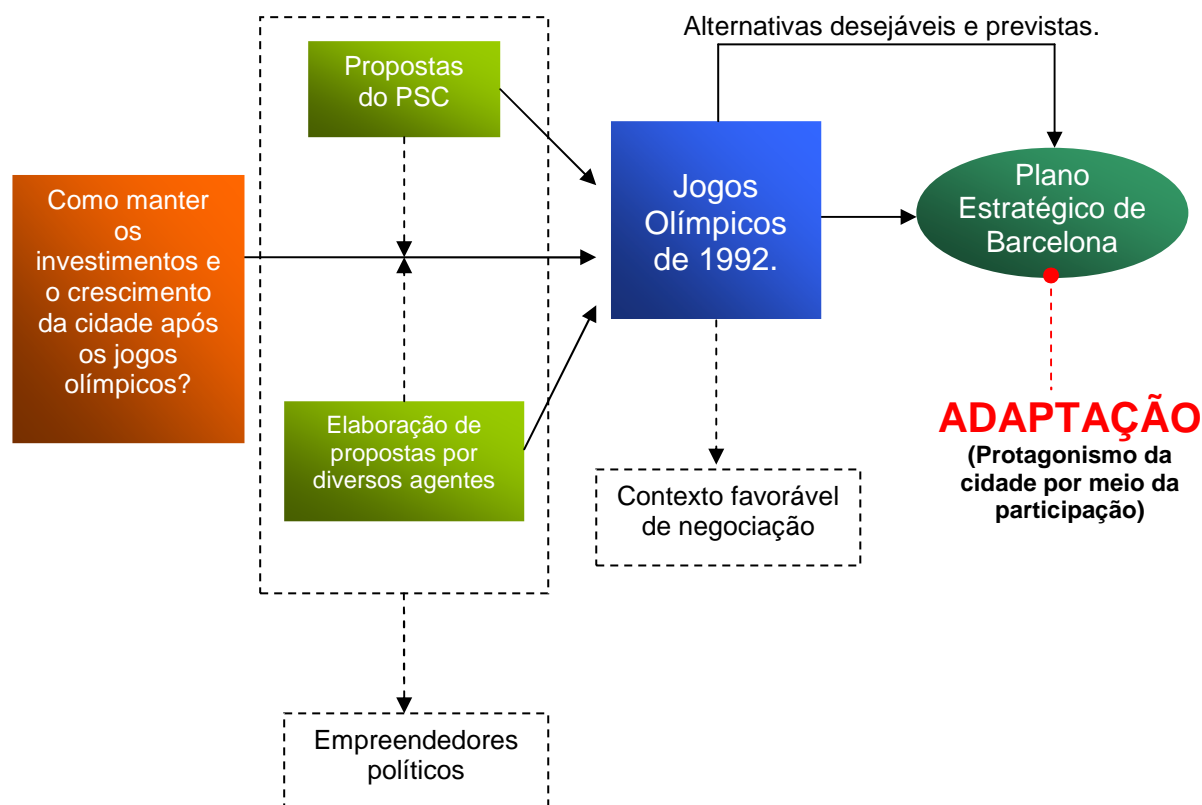 Alternativas desejáveis e previstas.
Propostas
do PSC
Como manter
os
investimentos e
o crescimento
da cidade após
os jogos
olímpicos?
Elaboração de
propostas por
diversos agentes
Jogos
Olímpicos
de 1992.
Plano
Estratégico de
Barcelona
ADAPTAÇÃO
(Protagonismo da
cidade por meio da
participação)
Contexto favorável
de negociação
Empreendedores
políticos